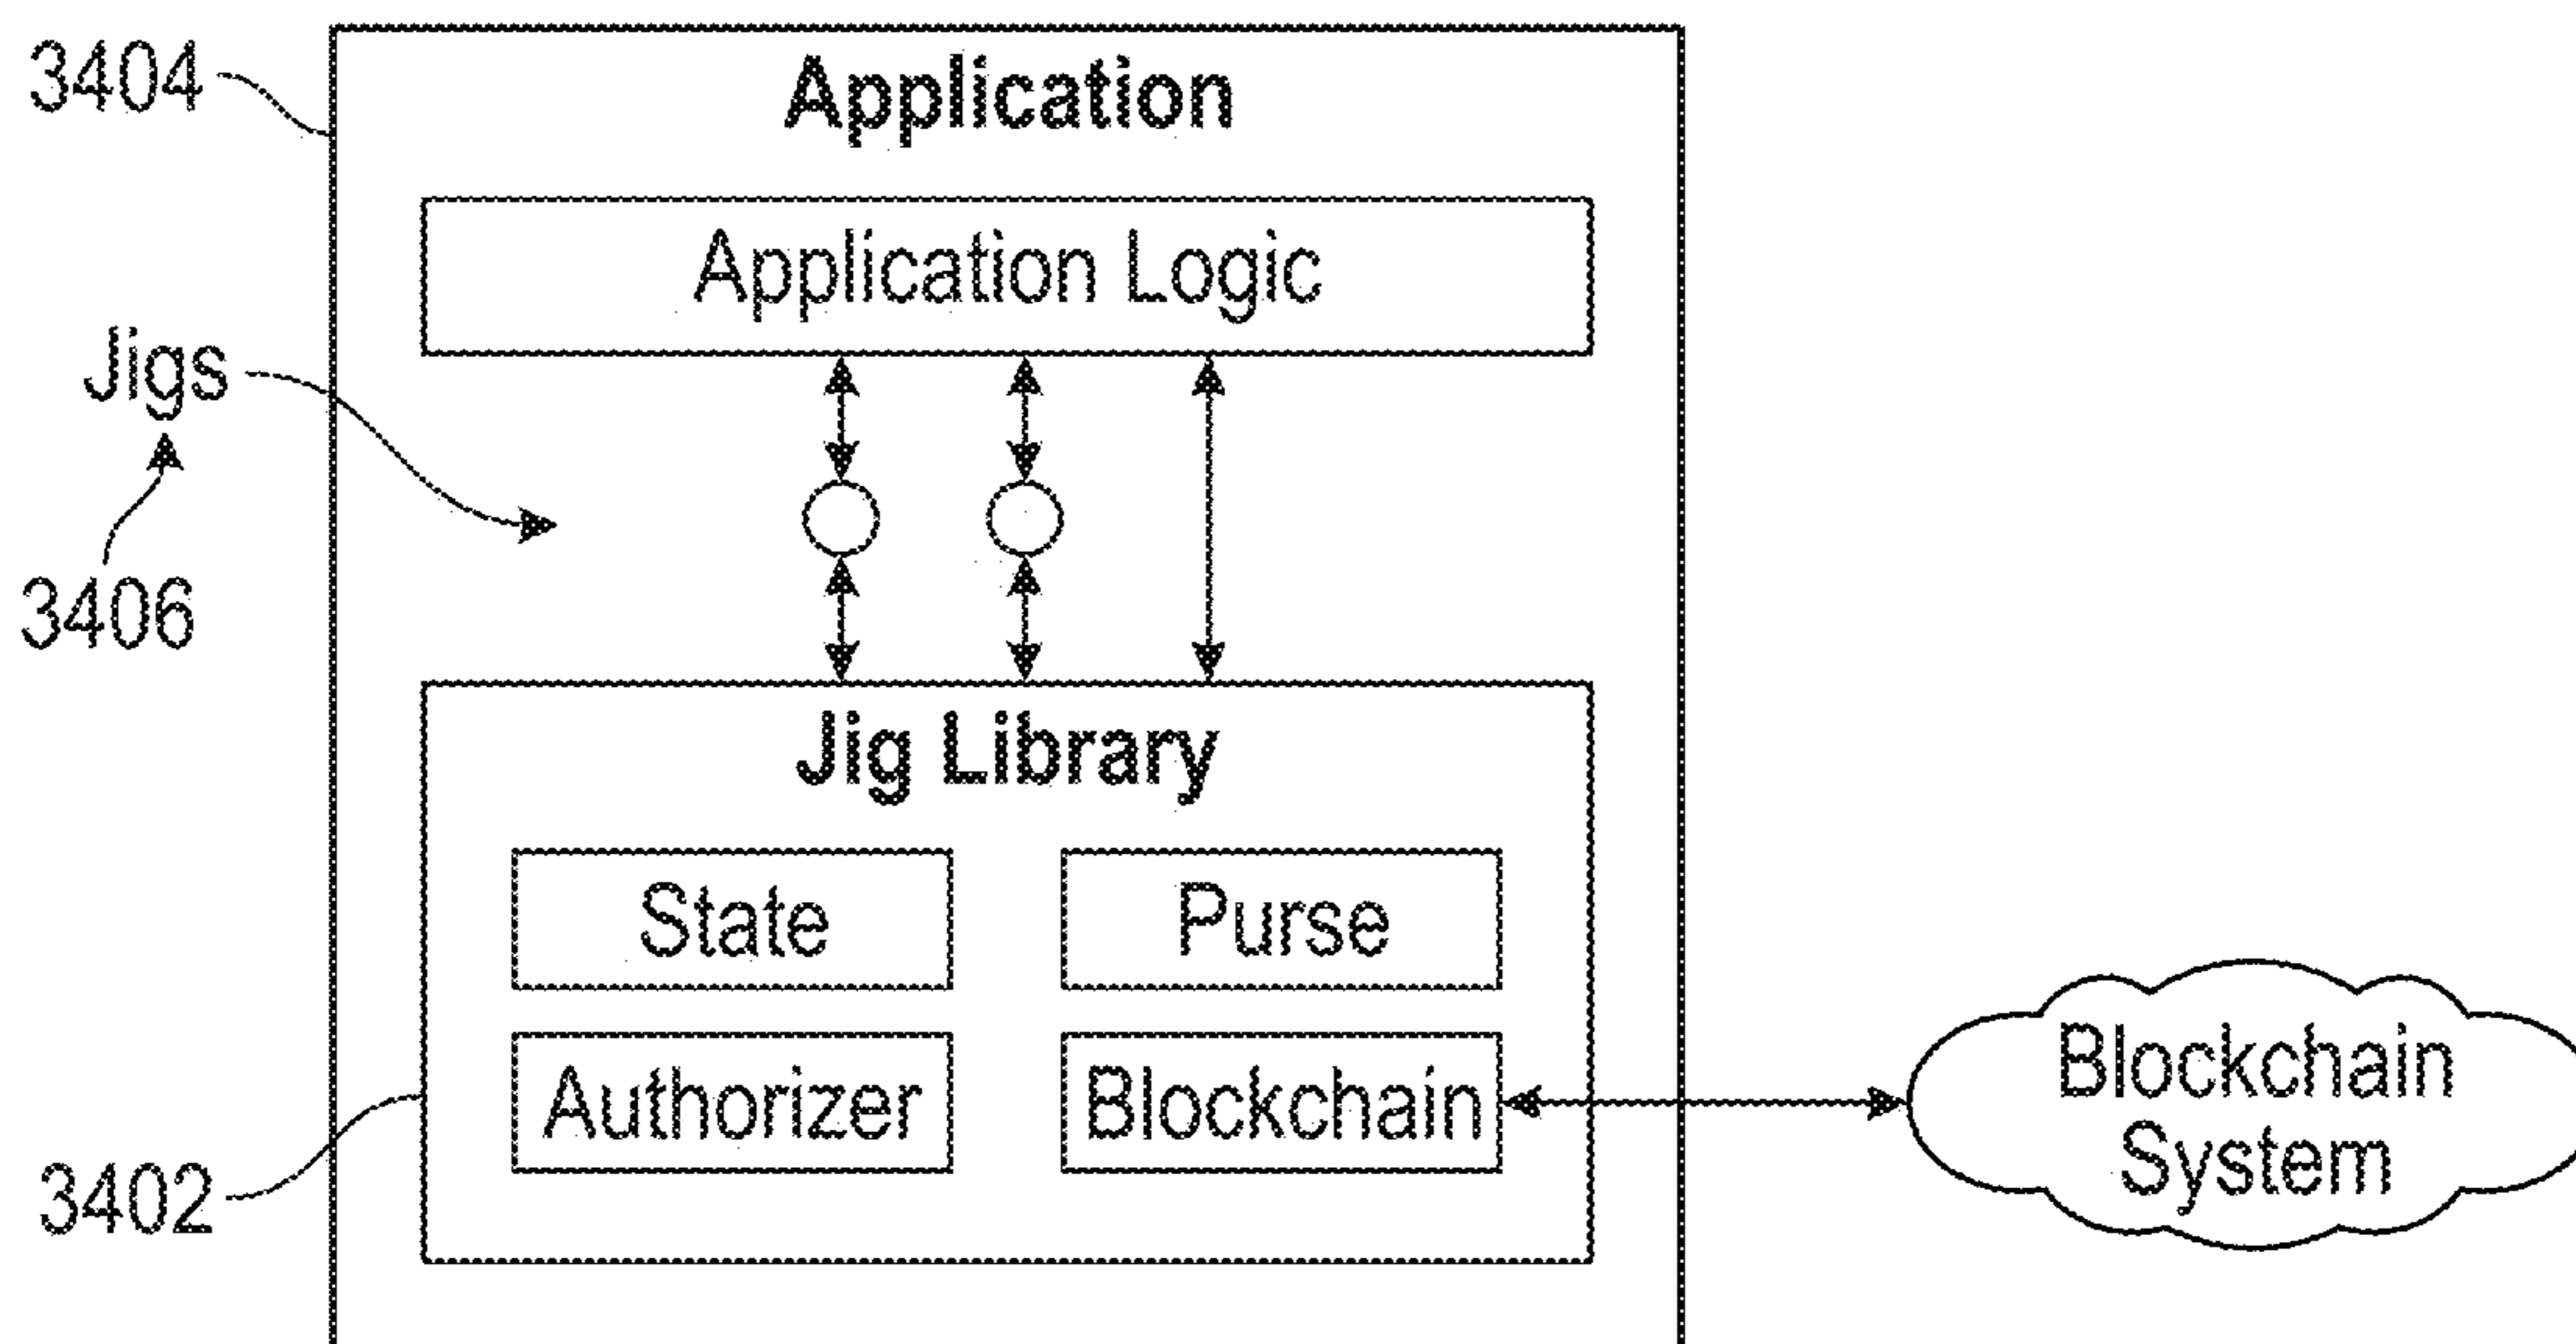 3404
Application
Application Logic
Jigs
3406
Jig Library
State
Purse
Authorizer
Blockchain
3402
Blockchain
System